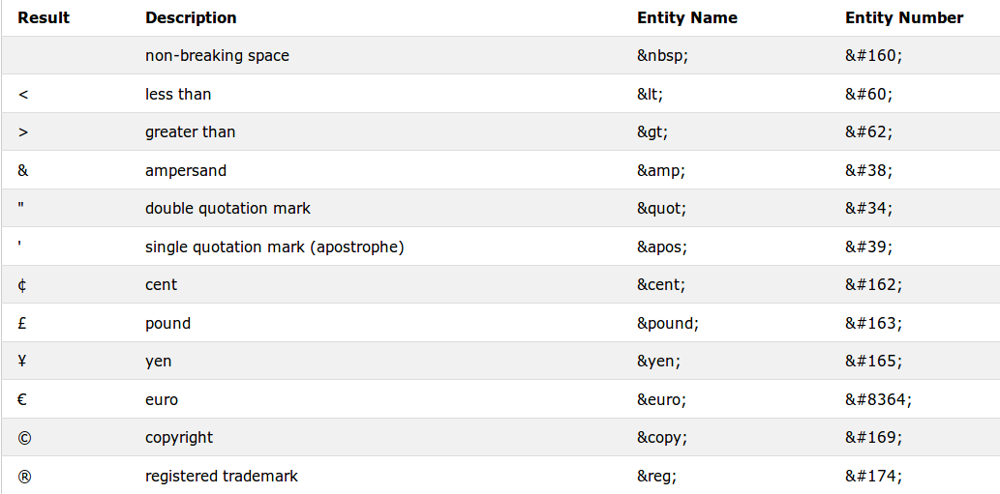 Result Description Entity Name Entity Number
non-breaking space &nbsp; &#160;
< less than &lt; &#60;
> greater than &gt; &#62;
& ampersand &amp; &#38;
" double quotation mark &quot; &#34;
' single quotation mark (apostrophe) &apos; &#39;
¢ cent &cent; &#162;
£ pound &pound; &#163;
¥ yen &yen; &#165;
€ euro &euro; &#8364;
© copyright &copy; &#169;
® registered trademark &reg; &#174;